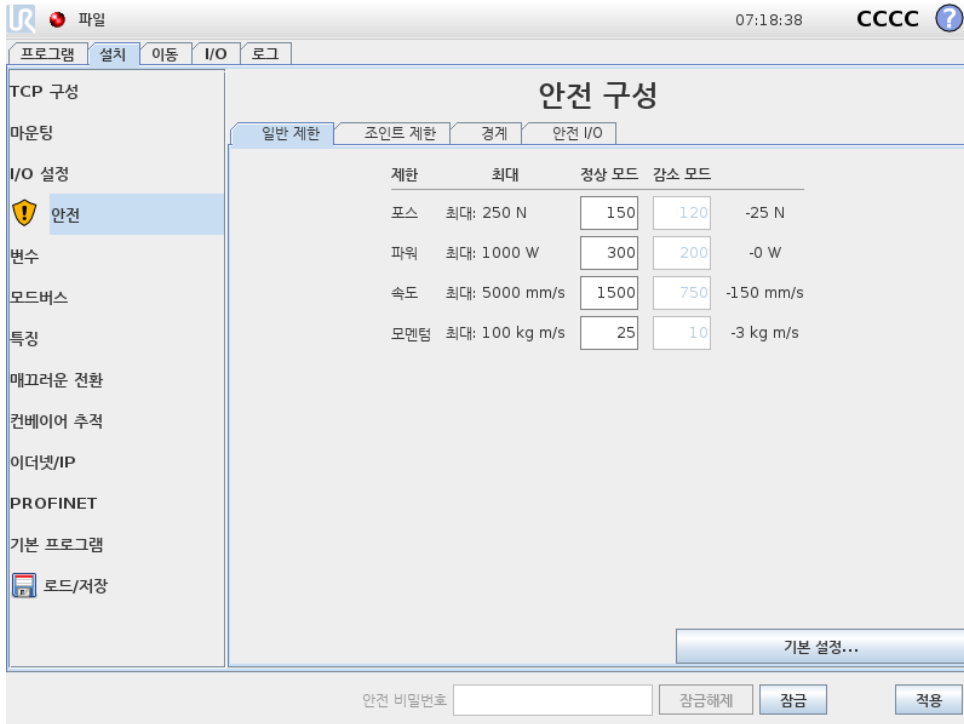 UR 파일 07:18:38 CCCC ?
프로그램 설치 이동 I/O 로그
TCP 구성
마운팅
I/O 설정
안전
변수
모드버스
특징
매끄러운 전환
컨베이어 추적
이더넷/IP
PROFINET
기본 프로그램
로드/저장
안전 구성
일반 제한 조인트 제한 경계 안전 I/O
제한 최대 정상 모드 감소 모드
포스 최대: 250 N 150 120 -25 N
파워 최대: 1000 W 300 200 -0 W
속도 최대: 5000 mm/s 1500 750 -150 mm/s
모멘텀 최대: 100 kg m/s 25 10 -3 kg m/s
기본 설정...
안전 비밀번호 잠금해제 잠금 적용